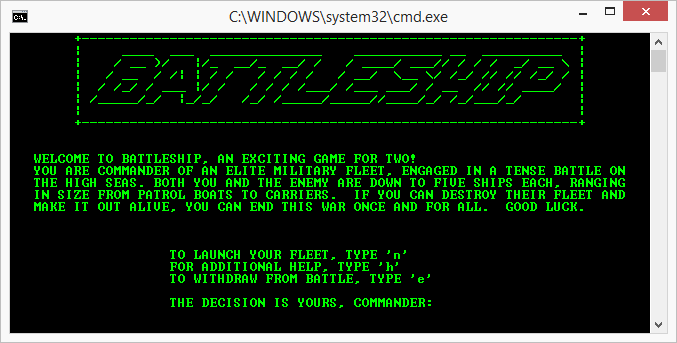 C:\WINDOWS\system32\cmd.exe
BATTLESHIP
WELCOME TO BATTLESHIP, AN EXCITING GAME FOR TWO!
YOU ARE COMMANDER OF AN ELITE MILITARY FLEET, ENGAGED IN A TENSE BATTLE ON
THE HIGH SEAS. BOTH YOU AND THE ENEMY ARE DOWN TO FIVE SHIPS EACH, RANGING
IN SIZE FROM PATROL BOATS TO CARRIERS.  IF YOU CAN DESTROY THEIR FLEET AND
MAKE IT OUT ALIVE, YOU CAN END THIS WAR ONCE AND FOR ALL.  GOOD LUCK.
TO LAUNCH YOUR FLEET, TYPE 'n'
FOR ADDITIONAL HELP, TYPE 'h'
TO WITHDRAW FROM BATTLE, TYPE 'e'
THE DECISION IS YOURS, COMMANDER: